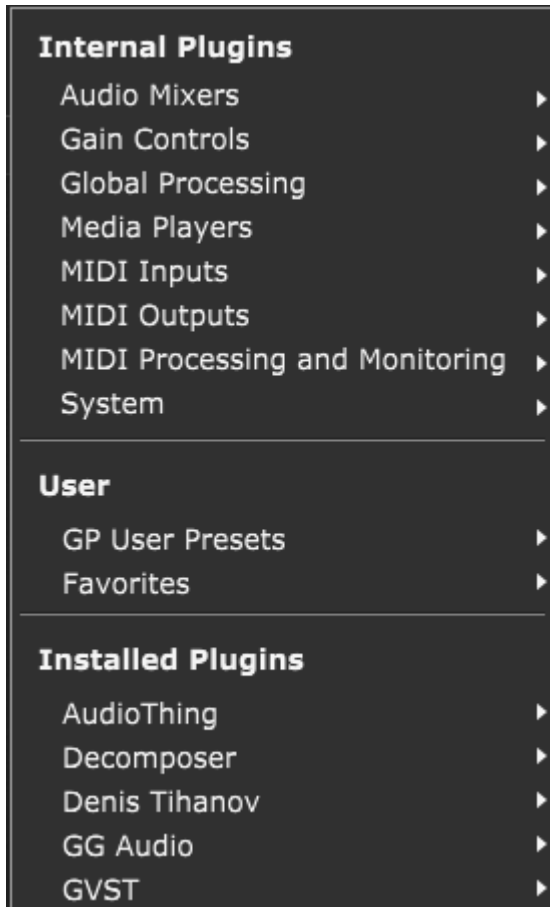 Internal Plugins
Audio Mixers
Gain Controls
Global Processing
Media Players
MIDI Inputs
MIDI Outputs
MIDI Processing and Monitoring
System
User
GP User Presets
Favorites
Installed Plugins
AudioThing
Decomposer
Denis Tihanov
GG Audio
GVST